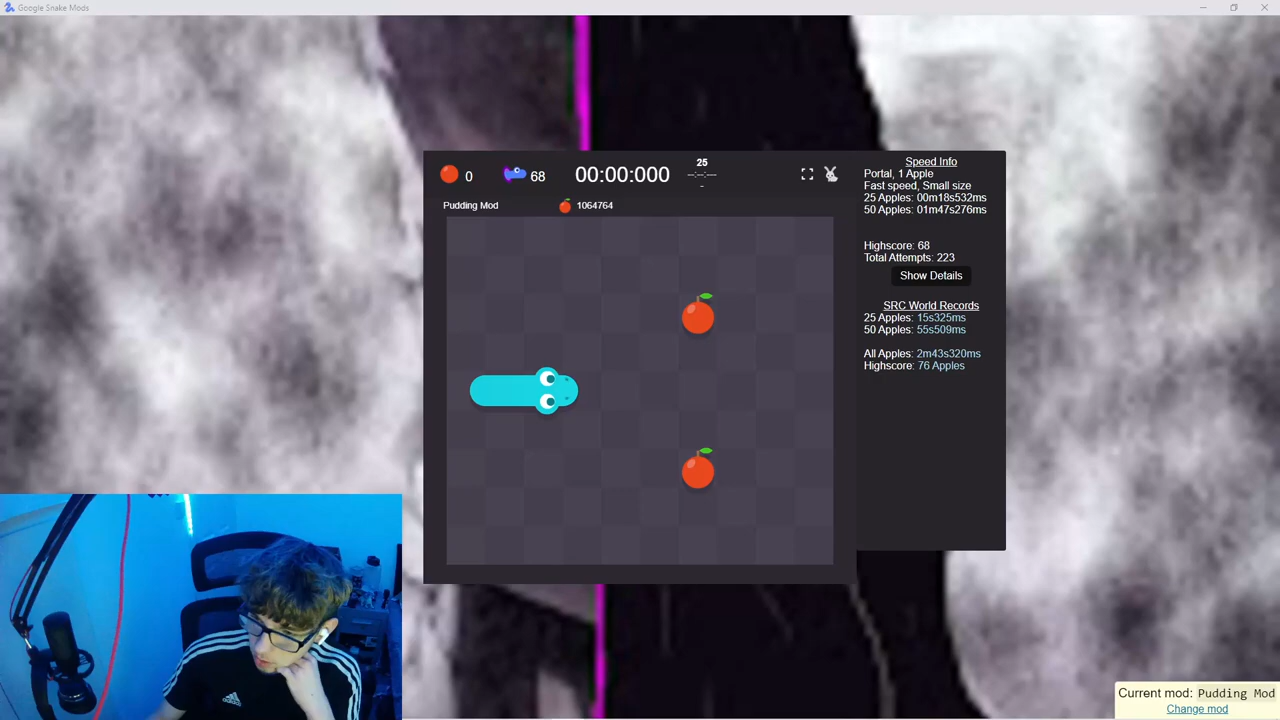 Google Snake Mods
0
68
00:00:000
25
--:--:---
-
Pudding Mod
1064764
Speed Info
Portal, 1 Apple
Fast speed, Small size
25 Apples: 00m18s532ms
50 Apples: 01m47s276ms
Highscore: 68
Total Attempts: 223
Show Details
SRC World Records
25 Apples: 15s325ms
50 Apples: 55s509ms
All Apples: 2m43s320ms
Highscore: 76 Apples
adidas
Current mod: Pudding Mod
Change mod